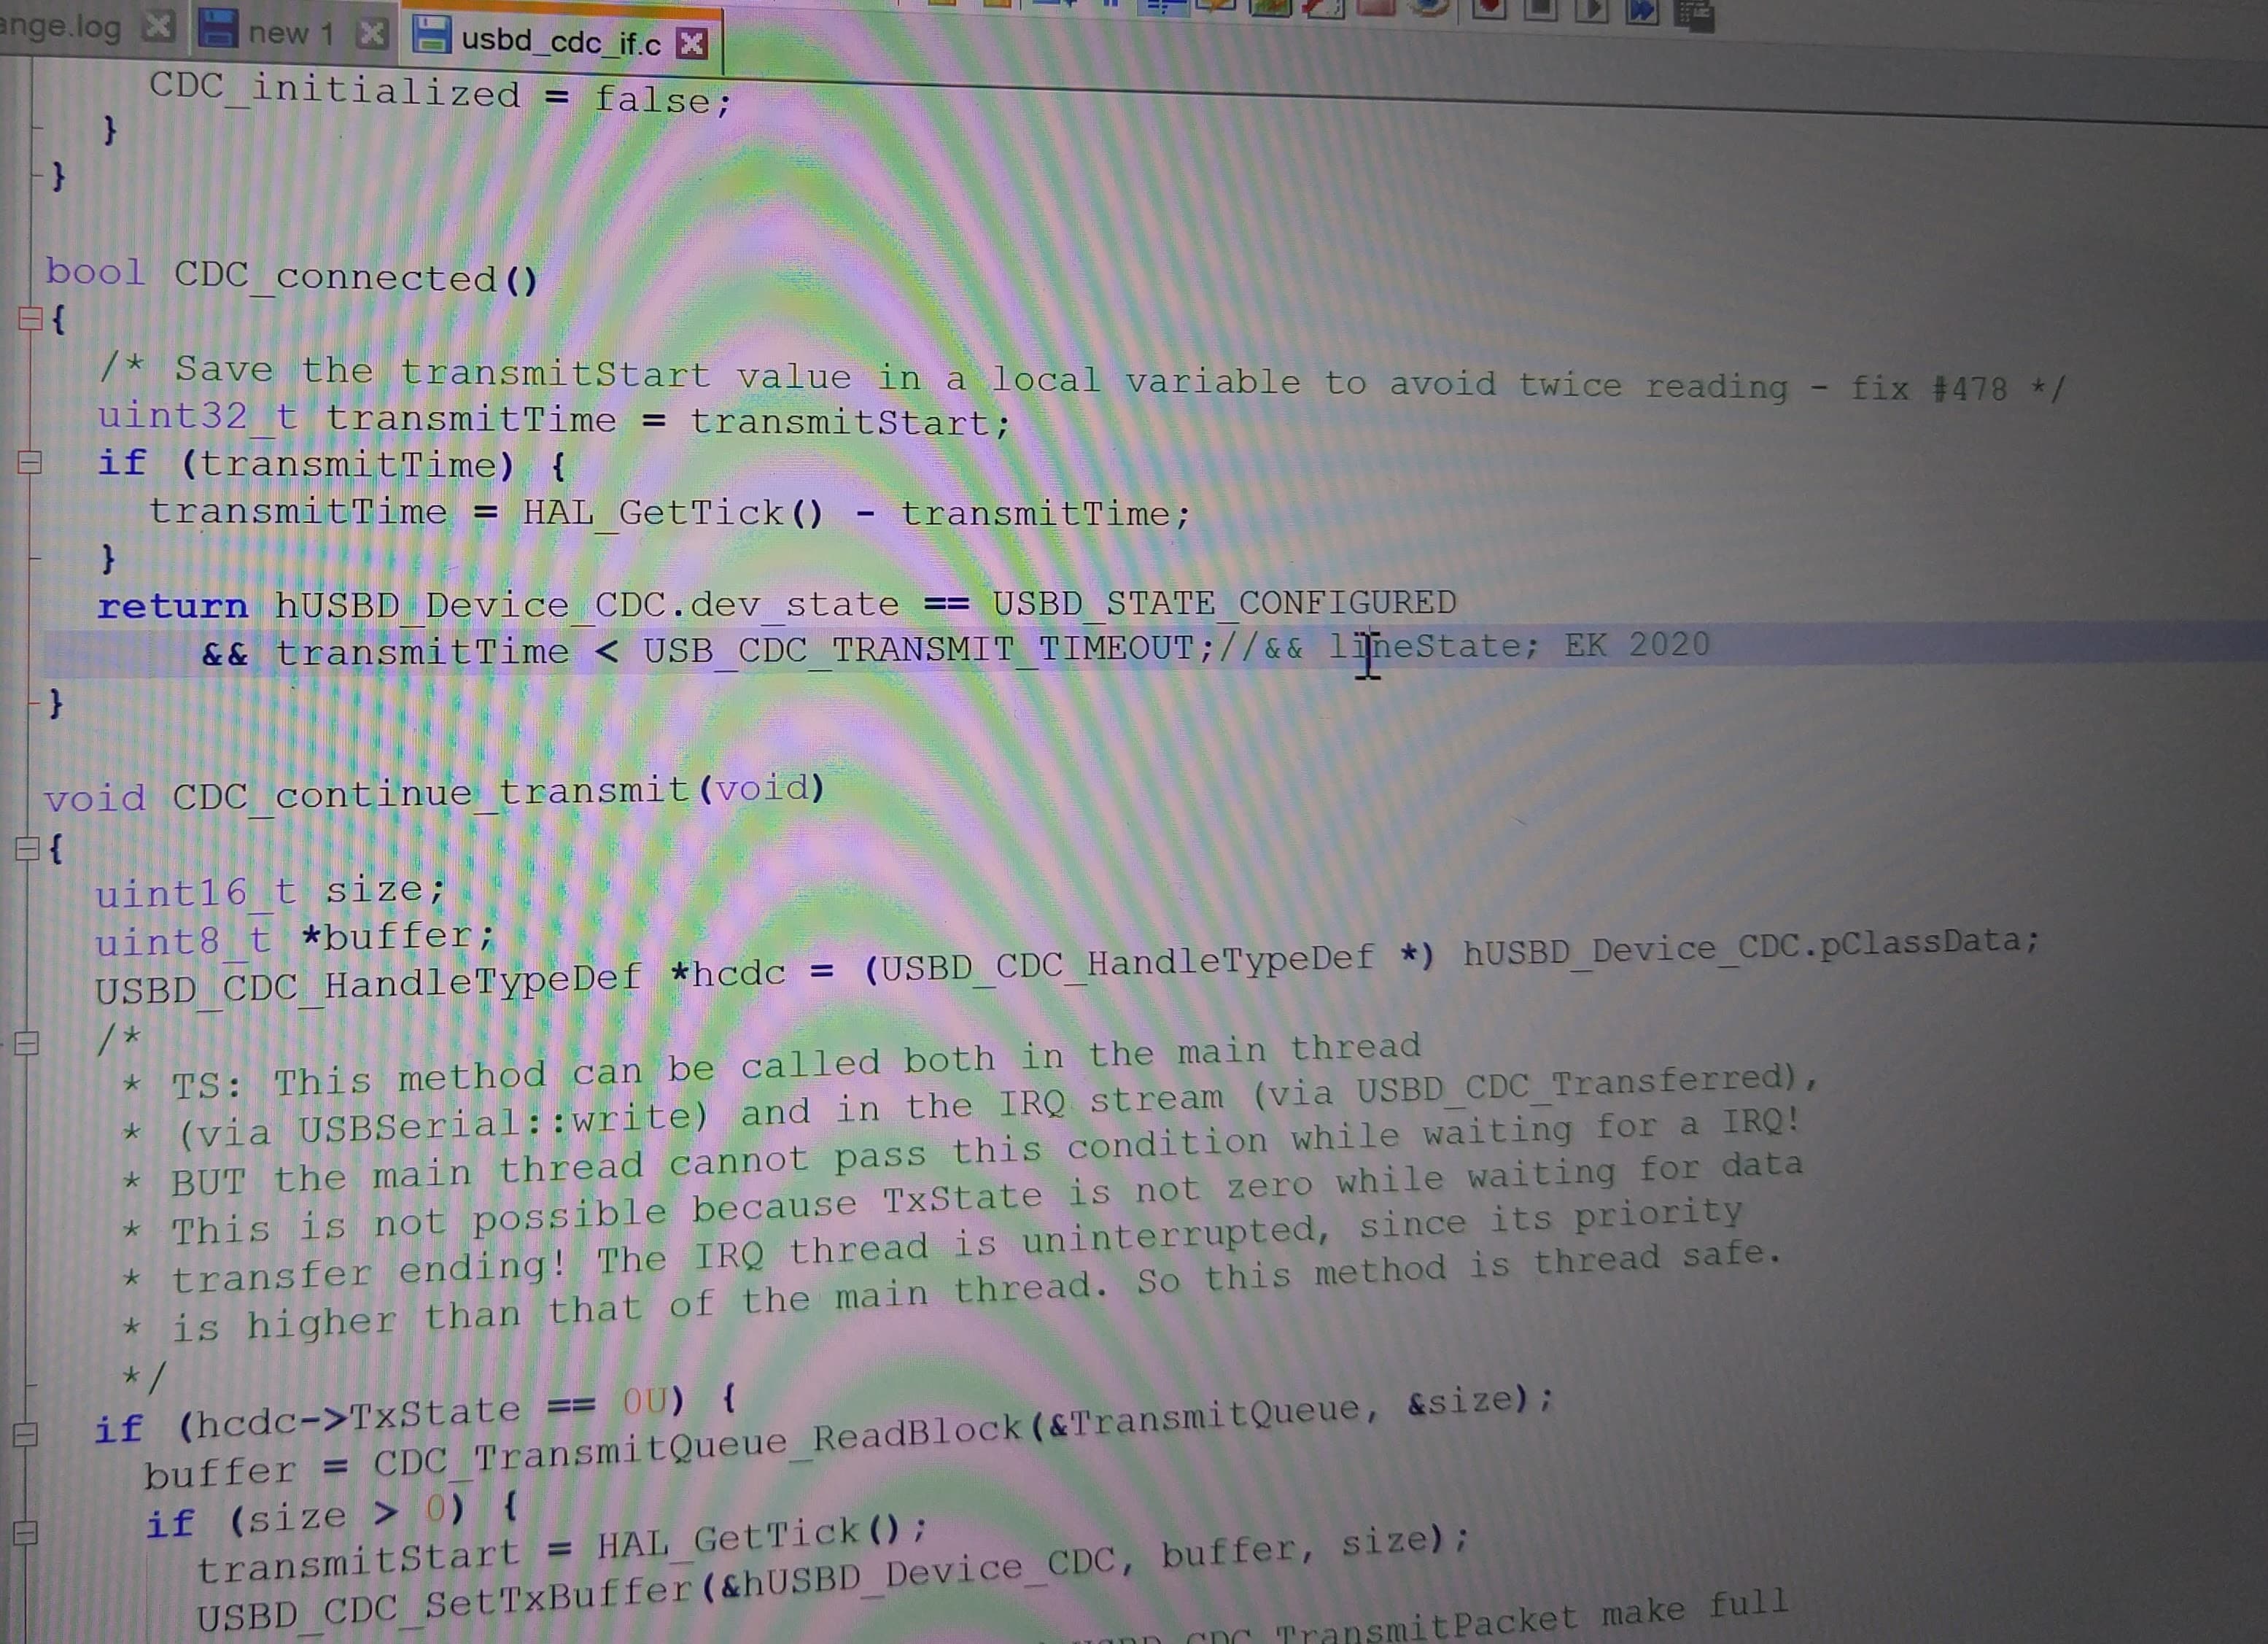 ange.log new 1 usbd_cdc_if.c
CDC_initialized = false;
}
}
bool CDC_connected()
{
/* Save the transmitStart value in a local variable to avoid twice reading - fix #478 */
uint32_t transmitTime = transmitStart;
if (transmitTime) {
transmitTime = HAL_GetTick() - transmitTime;
}
return hUSBD_Device_CDC.dev_state == USBD_STATE_CONFIGURED
&& transmitTime < USB_CDC_TRANSMIT_TIMEOUT;//&& lineState; EK 2020
}
void CDC_continue_transmit(void)
{
uint16_t size;
uint8_t *buffer;
USBD_CDC_HandleTypeDef *hcdc = (USBD_CDC_HandleTypeDef *) hUSBD_Device_CDC.pClassData;
/*
* TS: This method can be called both in the main thread
* (via USBSerial::write) and in the IRQ stream (via USBD_CDC_Transferred),
* BUT the main thread cannot pass this condition while waiting for a IRQ!
* This is not possible because TxState is not zero while waiting for data
* transfer ending! The IRQ thread is uninterrupted, since its priority
* is higher than that of the main thread. So this method is thread safe.
*/
if (hcdc->TxState == 0U) {
buffer = CDC_TransmitQueue_ReadBlock(&TransmitQueue, &size);
if (size > 0) {
transmitStart = HAL_GetTick();
USBD_CDC_SetTxBuffer(&hUSBD_Device_CDC, buffer, size);
CDC_TransmitPacket make full